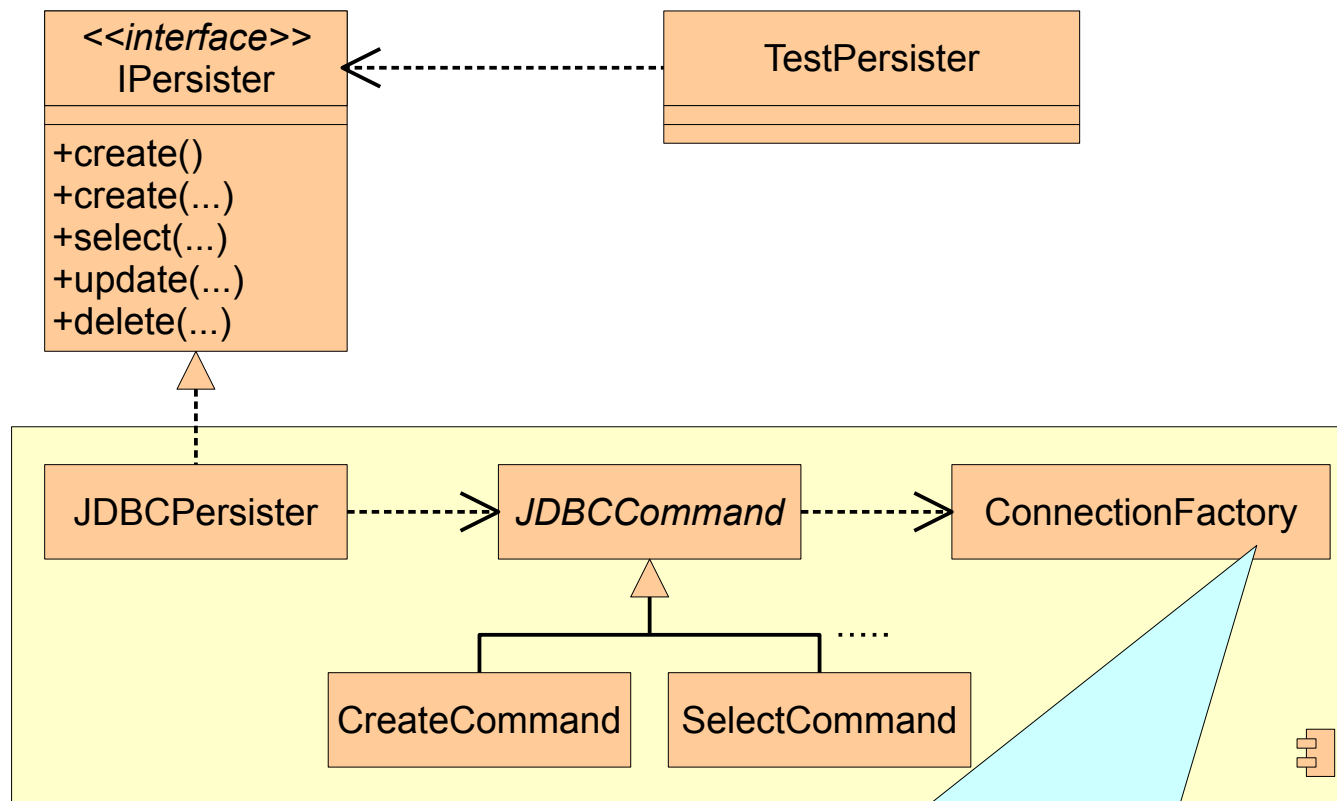 <<interface>>
IPersister
+create()
+create(...)
+select(...)
+update(...)
+delete(...)
TestPersister
JDBCPersister
JDBCCommand
ConnectionFactory
.....
CreateCommand
SelectCommand